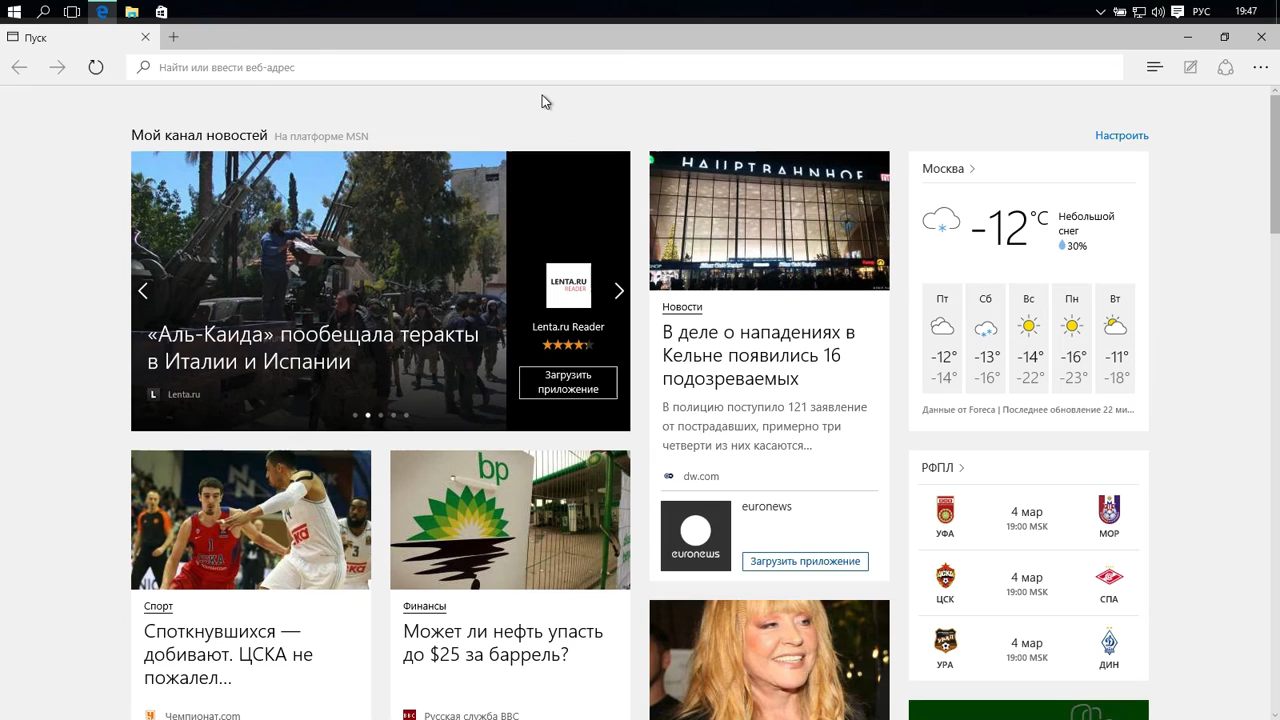 РУС
19:47
Пуск
Найти или ввести веб-адрес
Мой канал новостей На платформе MSN
Настроить
«Аль-Каида» пообещала теракты
в Италии и Испании
L Lenta.ru
LENTA.RU
READER
Lenta.ru Reader
Загрузить
приложение
HAUPTBAHNHOF
Новости
В деле о нападениях в
Кельне появились 16
подозреваемых
В полицию поступило 121 заявление
от пострадавших, примерно три
четверти из них касаются...
dw.com
euronews
euronews
Загрузить приложение
Москва
-12°C
Небольшой
снег
30%
Пт Сб Вс Пн Вт
-12° -13° -14° -16° -11°
-14° -16° -22° -23° -18°
Данные от Foreca | Последнее обновление 22 ми...
РФПЛ
4 мар
19:00 MSK
УФА МОР
4 мар
19:00 MSK
ЦСК СПА
4 мар
19:00 MSK
УРА ДИН
1
3
Спорт
Споткнувшихся —
добивают. ЦСКА не
пожалел...
Чемпионат.com
bp
Финансы
Может ли нефть упасть
до $25 за баррель?
BBC Русская служба BBC